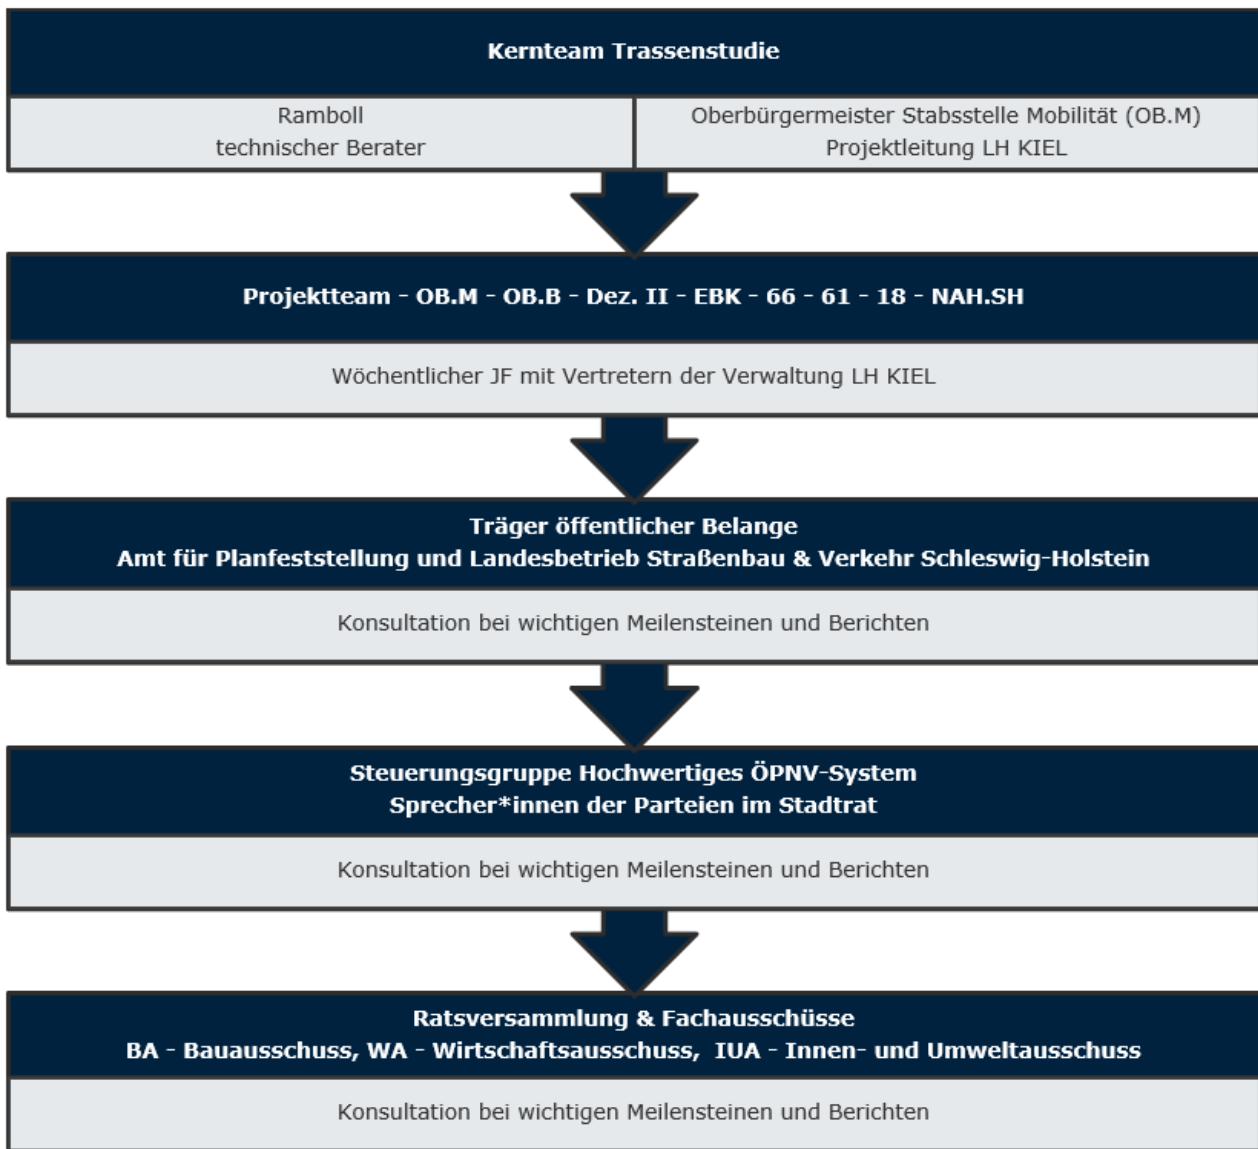 Kernteam Trassenstudie
Ramboll
technischer Berater
Oberbürgermeister Stabsstelle Mobilität (OB.M)
Projektleitung LH KIEL
Projektteam - OB.M - OB.B - Dez. II - EBK - 66 - 61 - 18 - NAH.SH
Wöchentlicher JF mit Vertretern der Verwaltung LH KIEL
Träger öffentlicher Belange
Amt für Planfeststellung und Landesbetrieb Straßenbau & Verkehr Schleswig-Holstein
Konsultation bei wichtigen Meilensteinen und Berichten
Steuerungsgruppe Hochwertiges ÖPNV-System
Sprecher*innen der Parteien im Stadtrat
Konsultation bei wichtigen Meilensteinen und Berichten
Ratsversammlung & Fachausschüsse
BA - Bauausschuss, WA - Wirtschaftsausschuss, IUA - Innen- und Umweltausschuss
Konsultation bei wichtigen Meilensteinen und Berichten